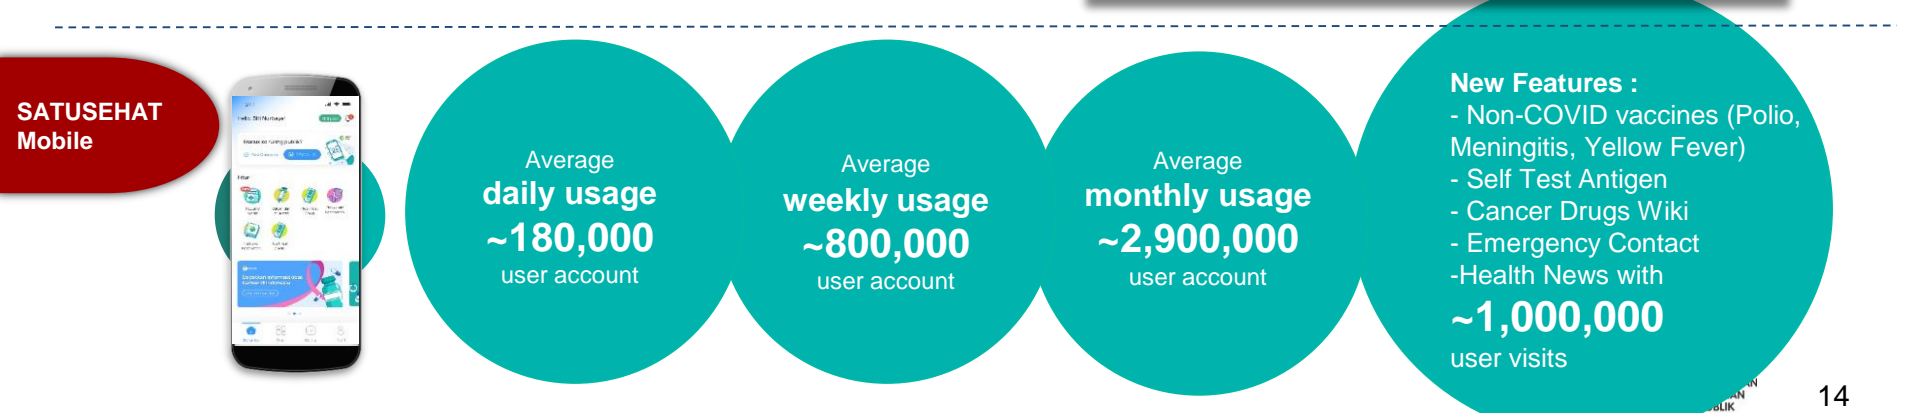 SATUSEHAT
Mobile
Average
daily usage
~180,000
user account
Average
weekly usage
~800,000
user account
Average
monthly usage
~2,900,000
user account
New Features :
- Non-COVID vaccines (Polio,
Meningitis, Yellow Fever)
- Self Test Antigen
- Cancer Drugs Wiki
- Emergency Contact
-Health News with
~1,000,000
user visits
14